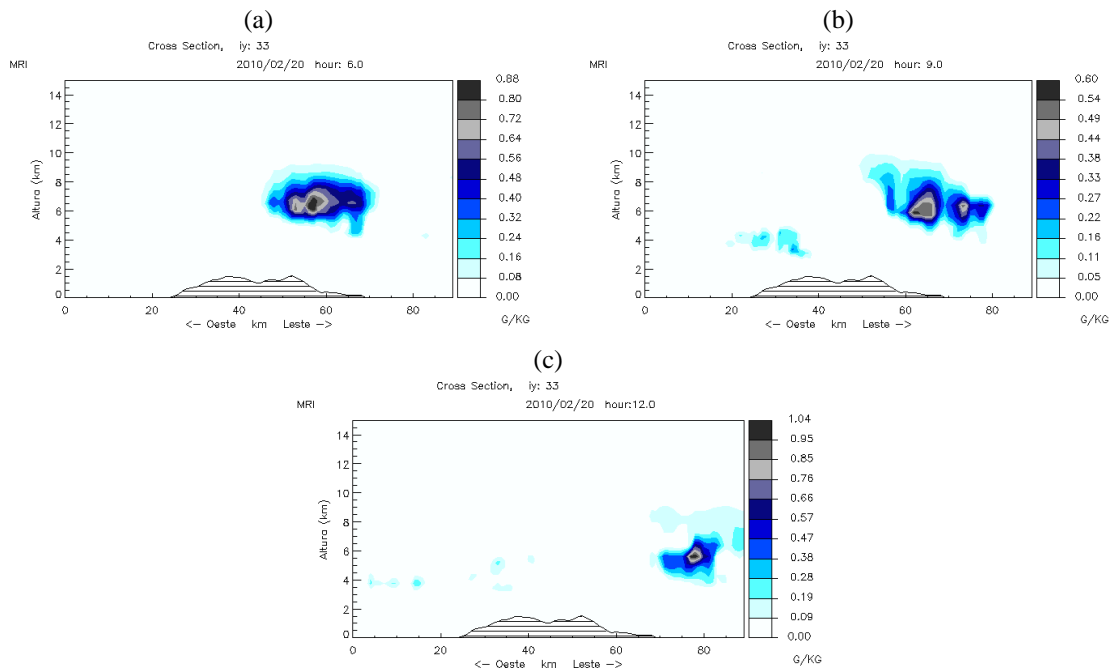 (a)
Cross Section, iy: 33
MRI 2010/02/20 hour: 6.0
Altura (km)
14
12
10
8
6
4
2
0
0 20 40 60 80
<— Oeste km Leste —>
0.88
0.80
0.72
0.64
0.56
0.48
0.40
0.32
0.24
0.16
0.08
0.00
G/KG
(b)
Cross Section, iy: 33
MRI 2010/02/20 hour: 9.0
Altura (km)
14
12
10
8
6
4
2
0
0 20 40 60 80
<— Oeste km Leste —>
0.60
0.54
0.49
0.44
0.38
0.33
0.27
0.22
0.16
0.11
0.05
0.00
G/KG
(c)
Cross Section, iy: 33
MRI 2010/02/20 hour:12.0
Altura (km)
14
12
10
8
6
4
2
0
0 20 40 60 80
<— Oeste km Leste —>
1.04
0.95
0.85
0.76
0.66
0.57
0.47
0.38
0.28
0.19
0.09
0.00
G/KG